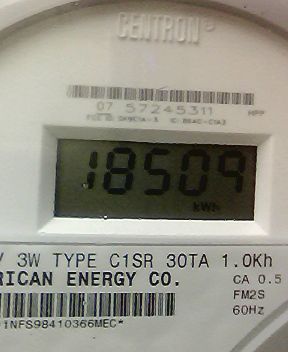 CENTRON®
07 57245311 HPP
18509
kWh
V 3W TYPE C1SR 30TA 1.0Kh
RICAN ENERGY CO. CA 0.5
FM2S
1NFS98410366MEC* 60Hz